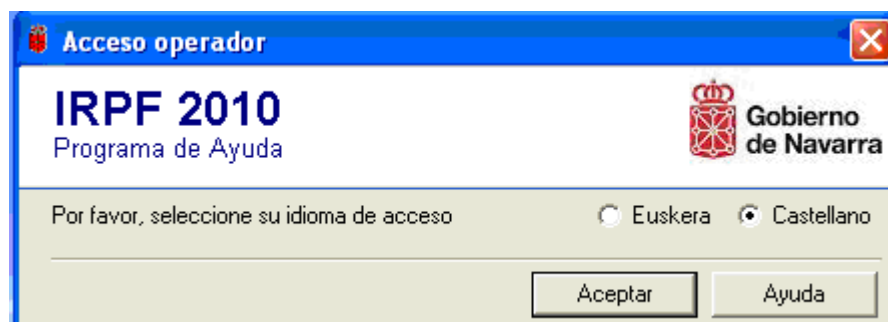 Acceso operador
IRPF 2010
Programa de Ayuda
Gobierno
de Navarra
Por favor, seleccione su idioma de acceso
Euskera
Castellano
Aceptar
Ayuda